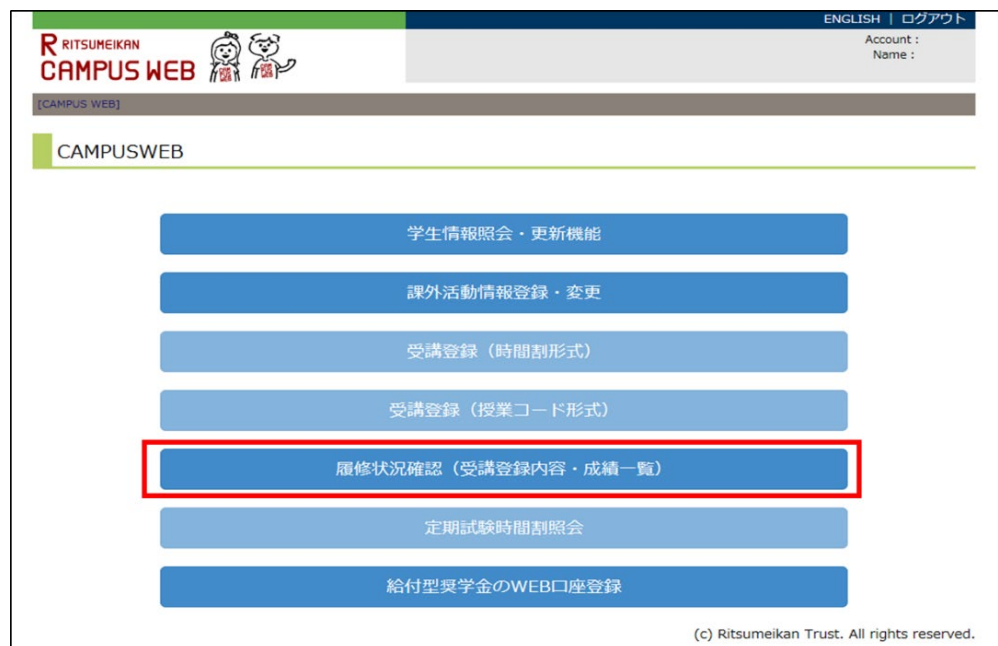 ENGLISH | ログアウト
RITSUMEIKAN
CAMPUS WEB
Account :
Name :
[CAMPUS WEB]
CAMPUSWEB
学生情報照会・更新機能
課外活動情報登録・変更
受講登録（時間割形式）
受講登録（授業コード形式）
履修状況確認（受講登録内容・成績一覧）
定期試験時間割照会
給付型奨学金のWEB口座登録
(c) Ritsumeikan Trust. All rights reserved.